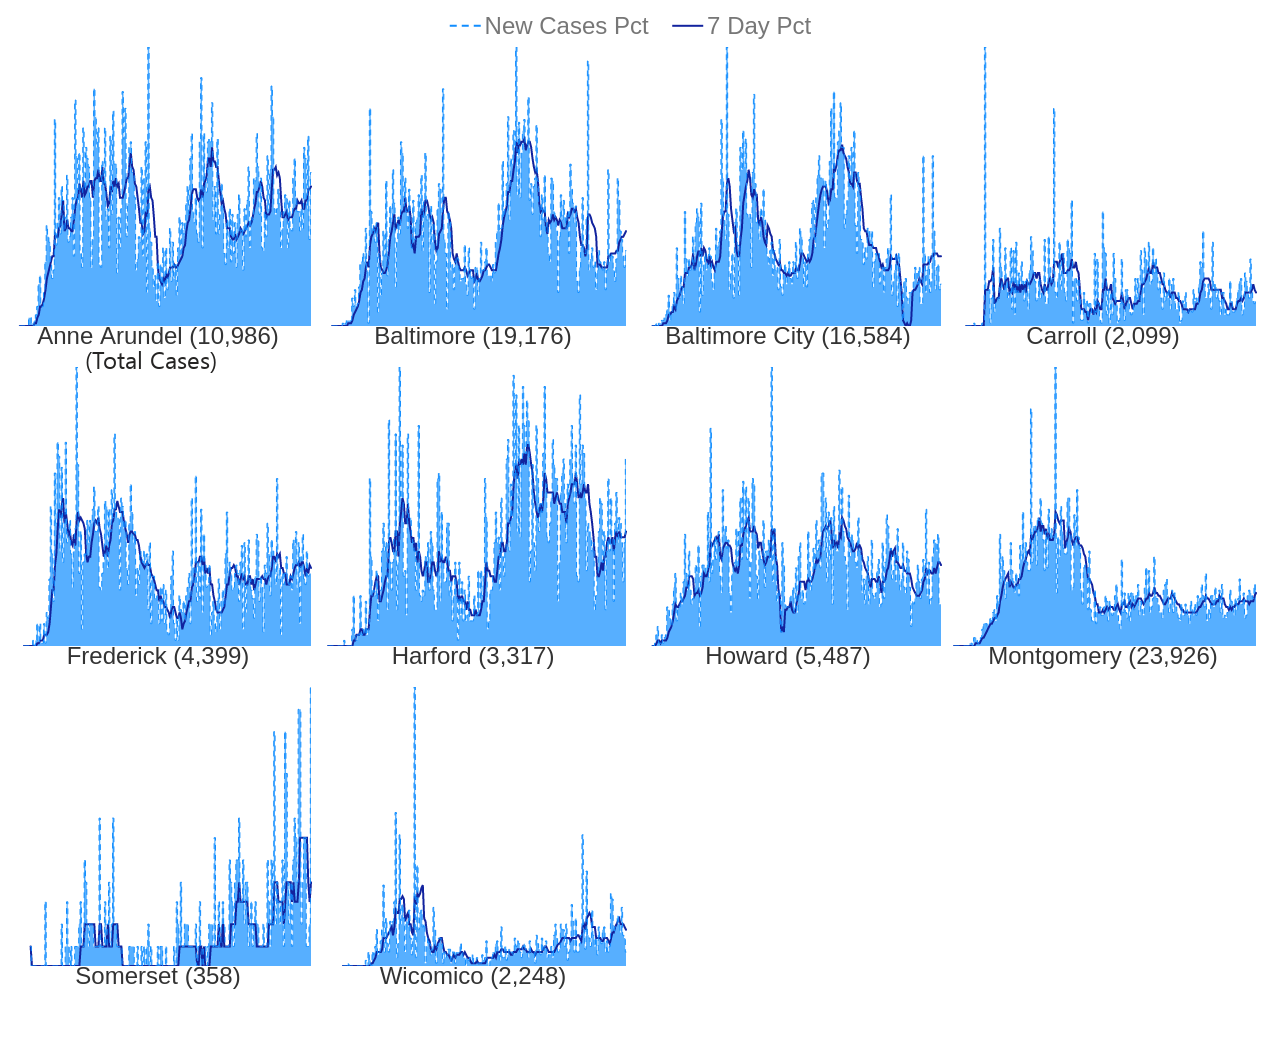 New Cases Pct 7 Day Pct
Anne Arundel (10,986) Baltimore (19,176) Baltimore City (16,584) Carroll (2,099)
(Total Cases)
Frederick (4,399) Harford (3,317) Howard (5,487) Montgomery (23,926)
Somerset (358) Wicomico (2,248)